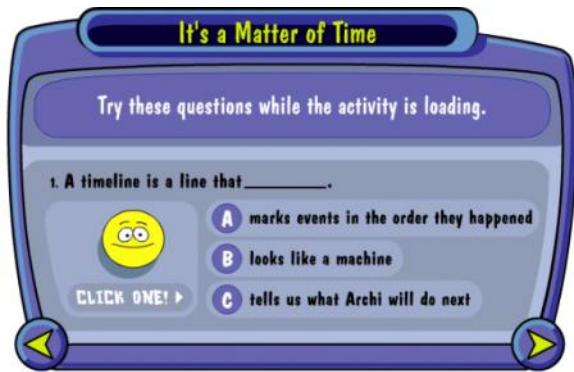 It's a Matter of Time
Try these questions while the activity is loading.
1. A timeline is a line that________.
A marks events in the order they happened
B looks like a machine
CLICK ONE!
C tells us what Archi will do next